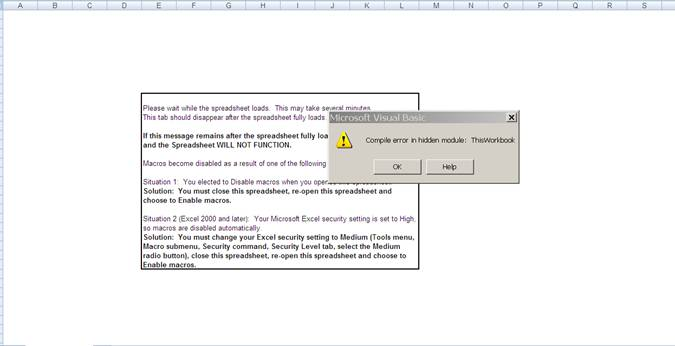 A B C D E F G H I J K L M N O P Q R S
Please wait while the spreadsheet loads. This may take several minutes.
This tab should disappear after the spreadsheet fully loads.
Microsoft Visual Basic
If this message remains after the spreadsheet fully
Compile error in hidden module: ThisWorkbook
and the Spreadsheet WILL NOT FUNCTION.
Macros become disabled as a result of one of the following
OK Help
Situation 1: You elected to Disable macros when you
Solution: You must close this spreadsheet, re-open this spreadsheet and
choose to Enable macros.
Situation 2 (Excel 2000 and later): Your Microsoft Excel security setting is set to High,
so macros are disabled automatically.
Solution: You must change your Excel security setting to Medium (Tools menu,
Macro submenu, Security command, Security Level tab, select the Medium
radio button), close this spreadsheet, re-open this spreadsheet and choose to
Enable macros.